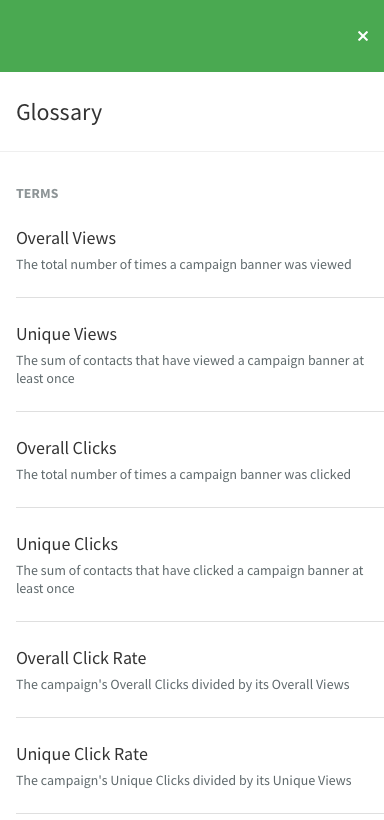 ×
Glossary
TERMS
Overall Views
The total number of times a campaign banner was viewed
Unique Views
The sum of contacts that have viewed a campaign banner at
least once
Overall Clicks
The total number of times a campaign banner was clicked
Unique Clicks
The sum of contacts that have clicked a campaign banner at
least once
Overall Click Rate
The campaign's Overall Clicks divided by its Overall Views
Unique Click Rate
The campaign's Unique Clicks divided by its Unique Views